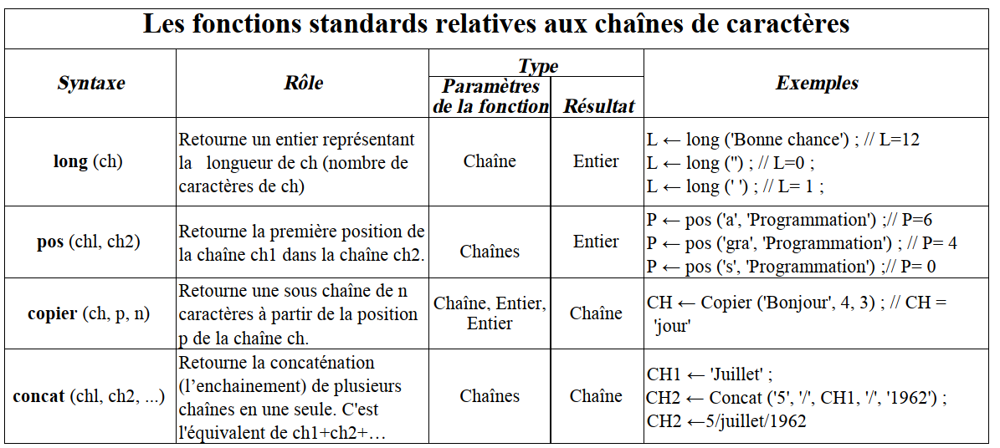 Les fonctions standards relatives aux chaînes de caractères
Syntaxe
Rôle
Type
Paramètres
de la fonction
Résultat
Exemples
long (ch)
Retourne un entier représentant
la longueur de ch (nombre de
caractères de ch)
Chaîne
Entier
L ← long ('Bonne chance') ; // L=12
L ← long ('') ; // L=0 ;
L ← long (' ') ; // L= 1 ;
pos (chl, ch2)
Retourne la première position de
la chaîne ch1 dans la chaîne ch2.
Chaînes
Entier
P ← pos ('a', 'Programmation') ;// P=6
P ← pos ('gra', 'Programmation') ; // P= 4
P ← pos ('s', 'Programmation') ;// P= 0
copier (ch, p, n)
Retourne une sous chaîne de n
caractères à partir de la position
p de la chaîne ch.
Chaîne, Entier,
Entier
Chaîne
CH ← Copier ('Bonjour', 4, 3) ; // CH =
'jour'
concat (chl, ch2, ...)
Retourne la concaténation
(l’enchainement) de plusieurs
chaînes en une seule. C'est
l'équivalent de ch1+ch2+…
Chaînes
Chaîne
CH1 ← 'Juillet' ;
CH2 ← Concat ('5', '/', CH1, '/', '1962') ;
CH2 ←5/juillet/1962